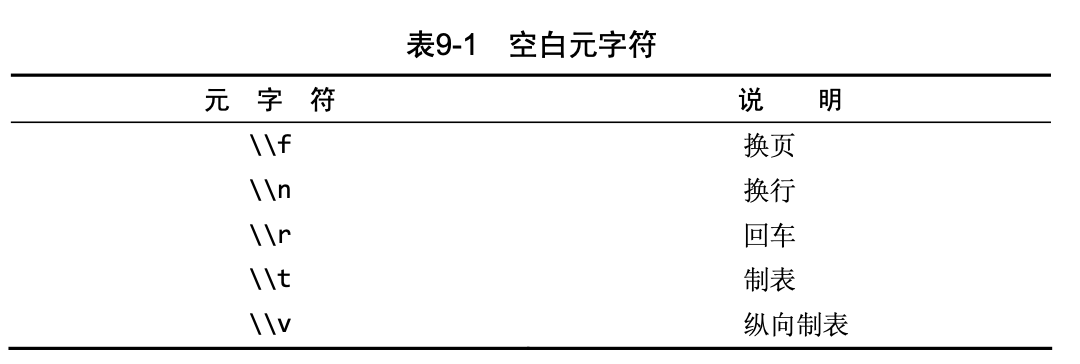 表9-1 空白元字符
元 字 符 说 明
\\f 换页
\\n 换行
\\r 回车
\\t 制表
\\v 纵向制表